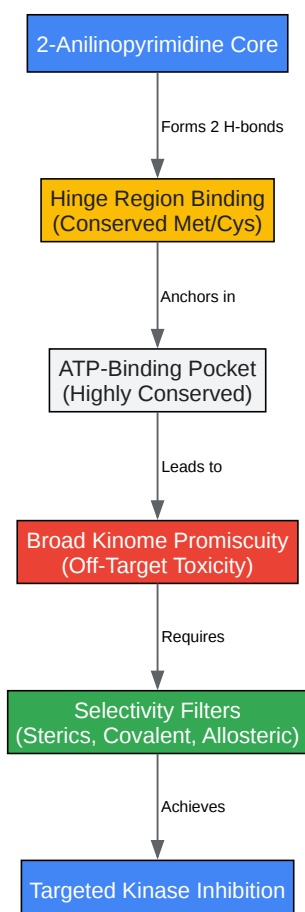 2-Anilinopyrimidine Core
Forms 2 H-bonds
Hinge Region Binding
(Conserved Met/Cys)
Anchors in
ATP-Binding Pocket
(Highly Conserved)
Leads to
Broad Kinome Promiscuity
(Off-Target Toxicity)
Requires
Selectivity Filters
(Sterics, Covalent, Allosteric)
Achieves
Targeted Kinase Inhibition